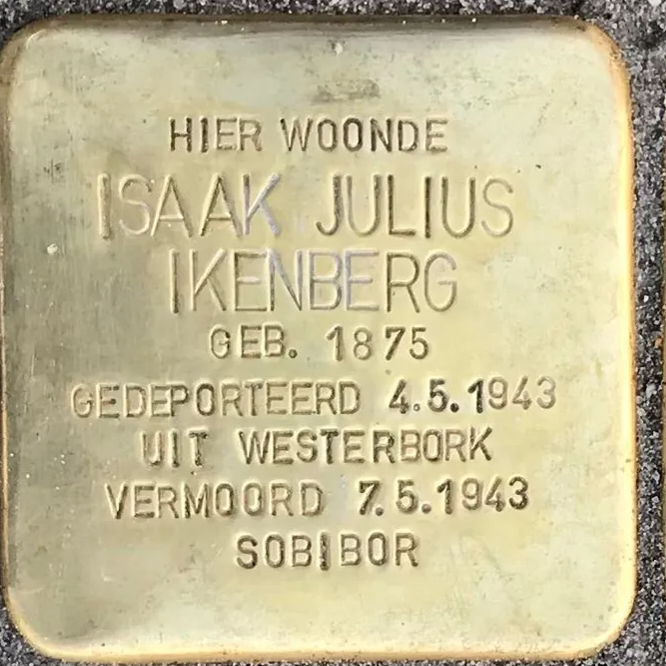 HIER WOONDE
ISAAK JULIUS
IKENBERG
GEB. 1875
GEDEPORTEERD 4.5.1943
UIT WESTERBORK
VERMOORD 7.5.1943
SOBIBOR